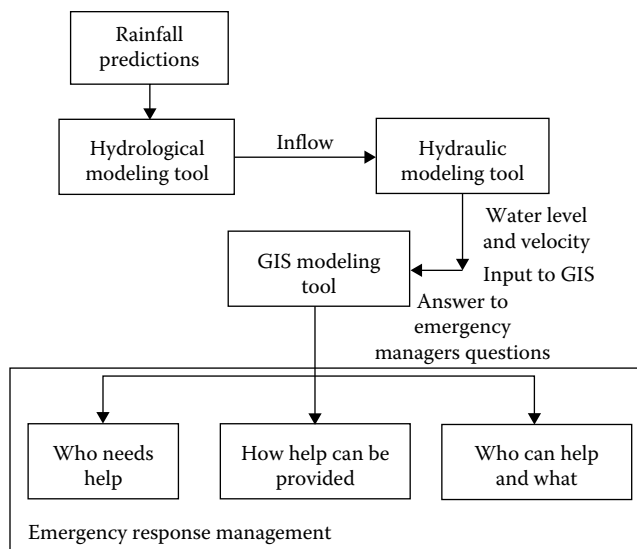 Rainfall
predictions
Hydrological
modeling tool
Inflow
Hydraulic
modeling tool
Water level
and velocity
GIS modeling
tool
Input to GIS
Answer to
emergency
managers questions
Who needs
help
How help can be
provided
Who can help
and what
Emergency response management